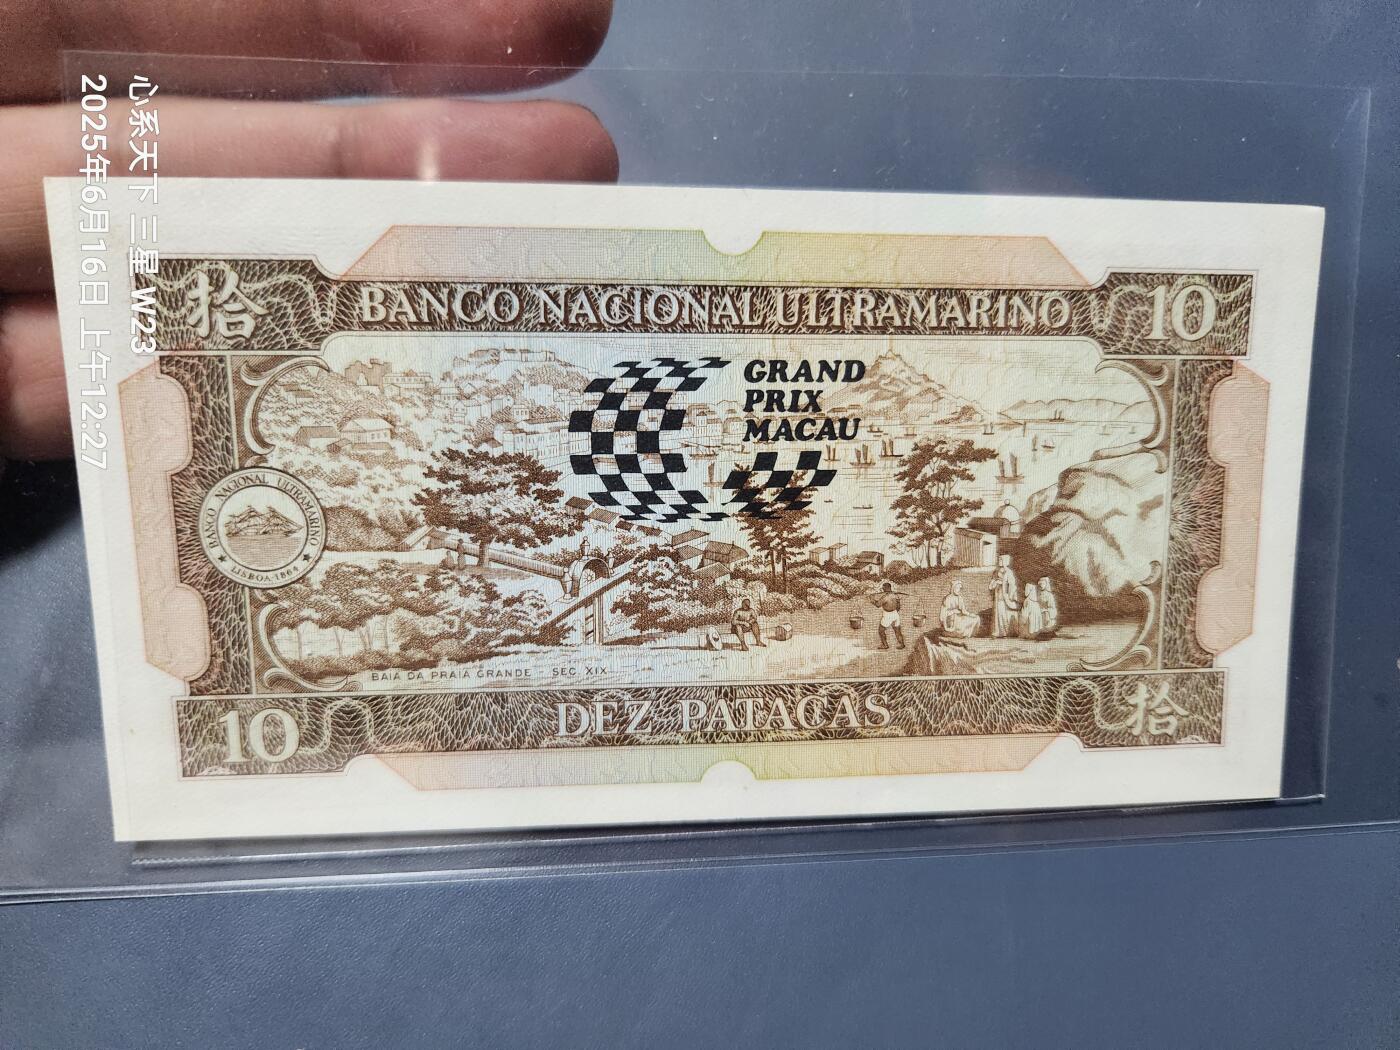 心系天下 三星 W23
2025年6月16日 上午12:27
拾
BANCO NACIONAL ULTRAMARINO
10
GRAND
PRIX
MACAU
BANCO NACIONAL ULTRAMARINO
LISBOA-1864
BAIA DA PRAIA GRANDE - SEC. XIX
10
DEZ PATACAS
拾